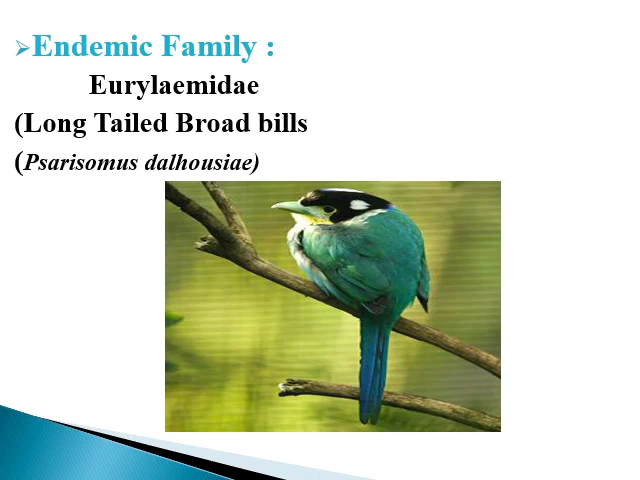 ➢Endemic Family :
Eurylaemidae
(Long Tailed Broad bills
(Psarisomus dalhousiae)